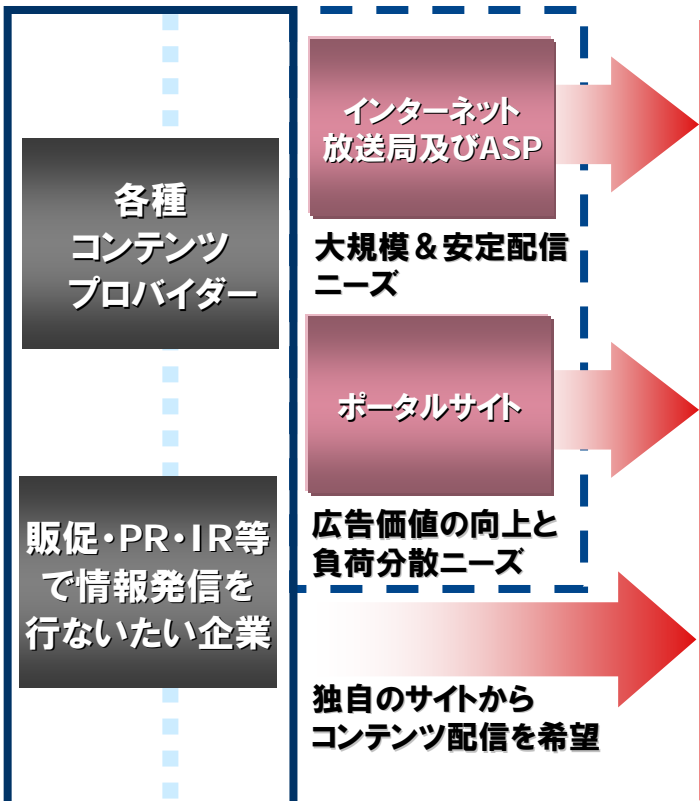 各種
コンテンツ
プロバイダー
販促・PR・IR等
で情報発信を
行ないたい企業
インターネット
放送局及びASP
大規模＆安定配信
ニーズ
ポータルサイト
広告価値の向上と
負荷分散ニーズ
独自のサイトから
コンテンツ配信を希望